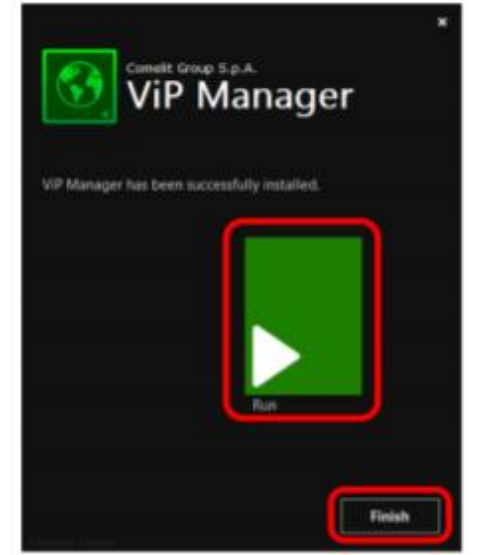 Comelit Group S.p.A.
ViP Manager
ViP Manager has been successfully installed.
Run
Finish